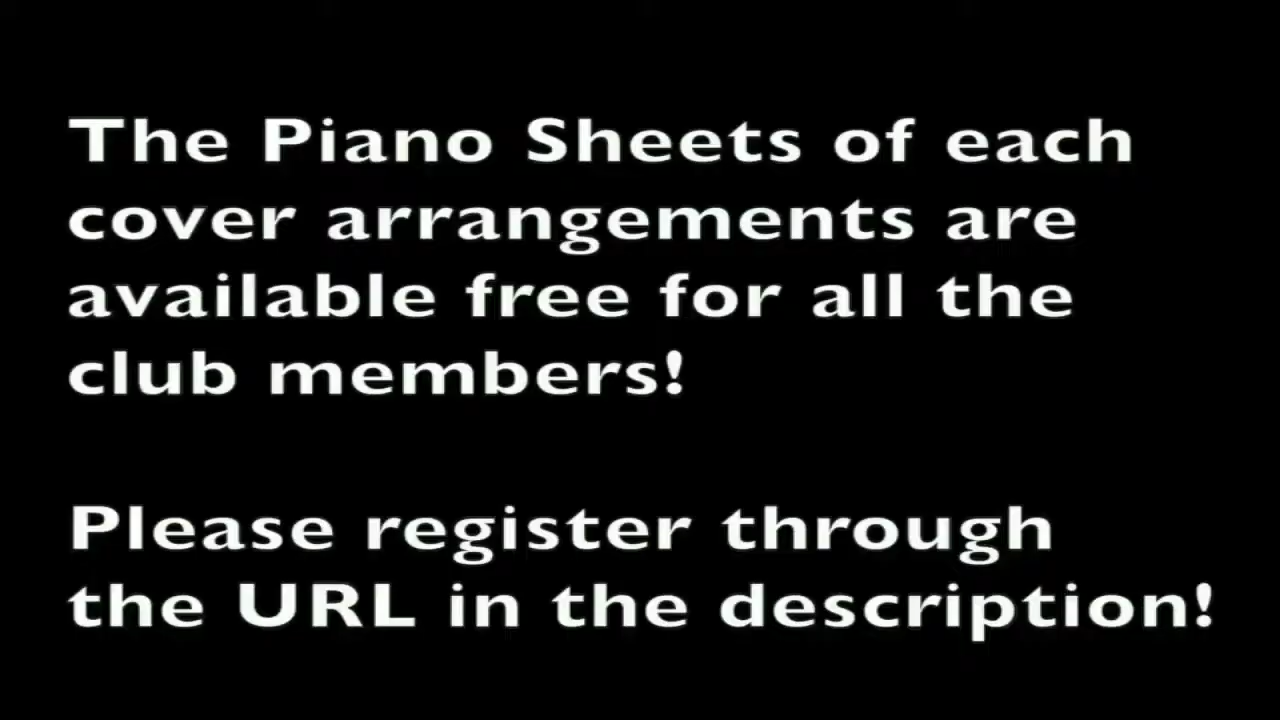 The Piano Sheets of each
cover arrangements are
available free for all the
club members!
Please register through
the URL in the description!